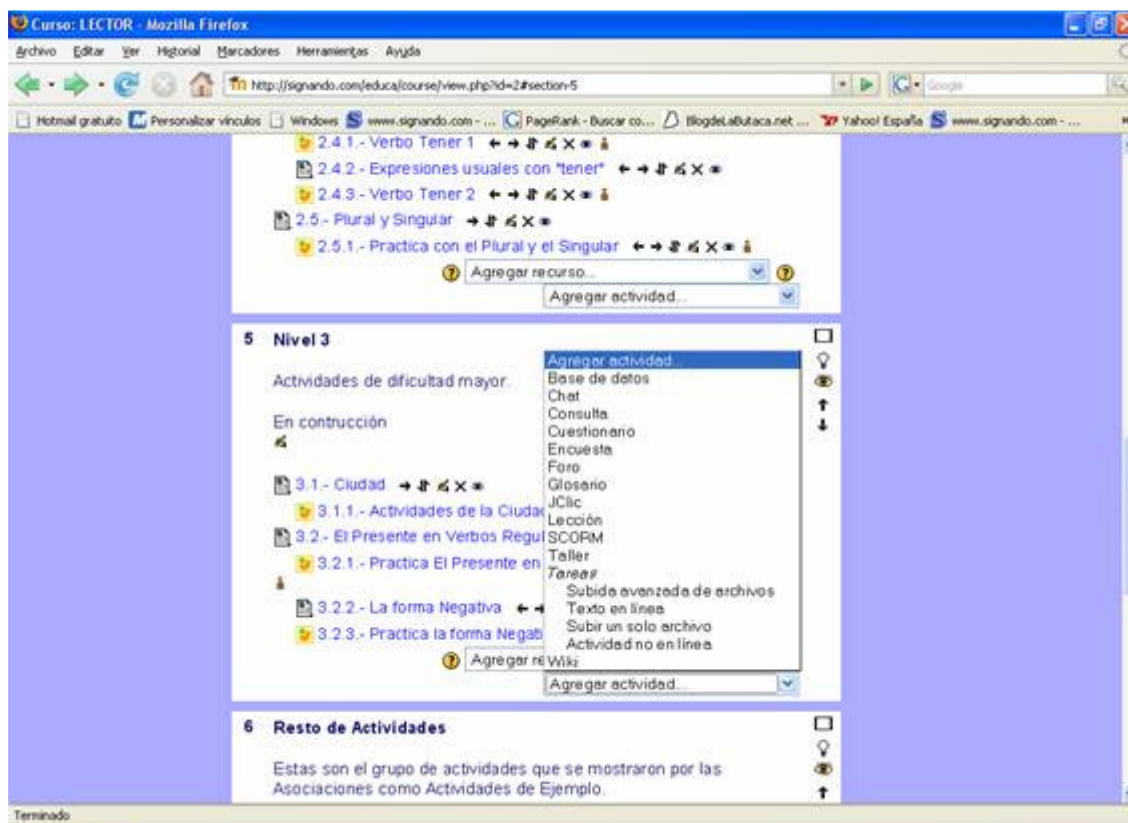 Curso: LECTOR - Mozilla Firefox
Archivo Editar Ver Historial Marcadores Herramientas Ayuda
http://signando.com/educa/course/view.php?id=2#section-5
Google
Hotmail gratuito Personalizar vínculos Windows www.signando.com - ... PageRank - Buscar co... BlogdeLaButaca.net ... Yahoo! España www.signando.com - ...
2.4.1.- Verbo Tener 1
2.4.2 - Expresiones usuales con "tener"
2.4.3.- Verbo Tener 2
2.5.- Plural y Singular
2.5.1.- Practica con el Plural y el Singular
Agregar recurso...
Agregar actividad...
5 Nivel 3
Actividades de dificultad mayor.
En contrucción
3.1.- Ciudad
3.1.1.- Actividades de la Ciudad
3.2.- El Presente en Verbos Regul
3.2.1.- Practica El Presente en
3.2.2.- La forma Negativa
3.2.3.- Practica la forma Negati
Agregar re
Agregar actividad...
Base de datos
Chat
Consulta
Cuestionario
Encuesta
Foro
Glosario
JClic
Lección
SCORM
Taller
Tareas
Subida avanzada de archivos
Texto en línea
Subir un solo archivo
Actividad no en línea
Wiki
Agregar actividad...
6 Resto de Actividades
Estas son el grupo de actividades que se mostraron por las
Asociaciones como Actividades de Ejemplo.
Terminado